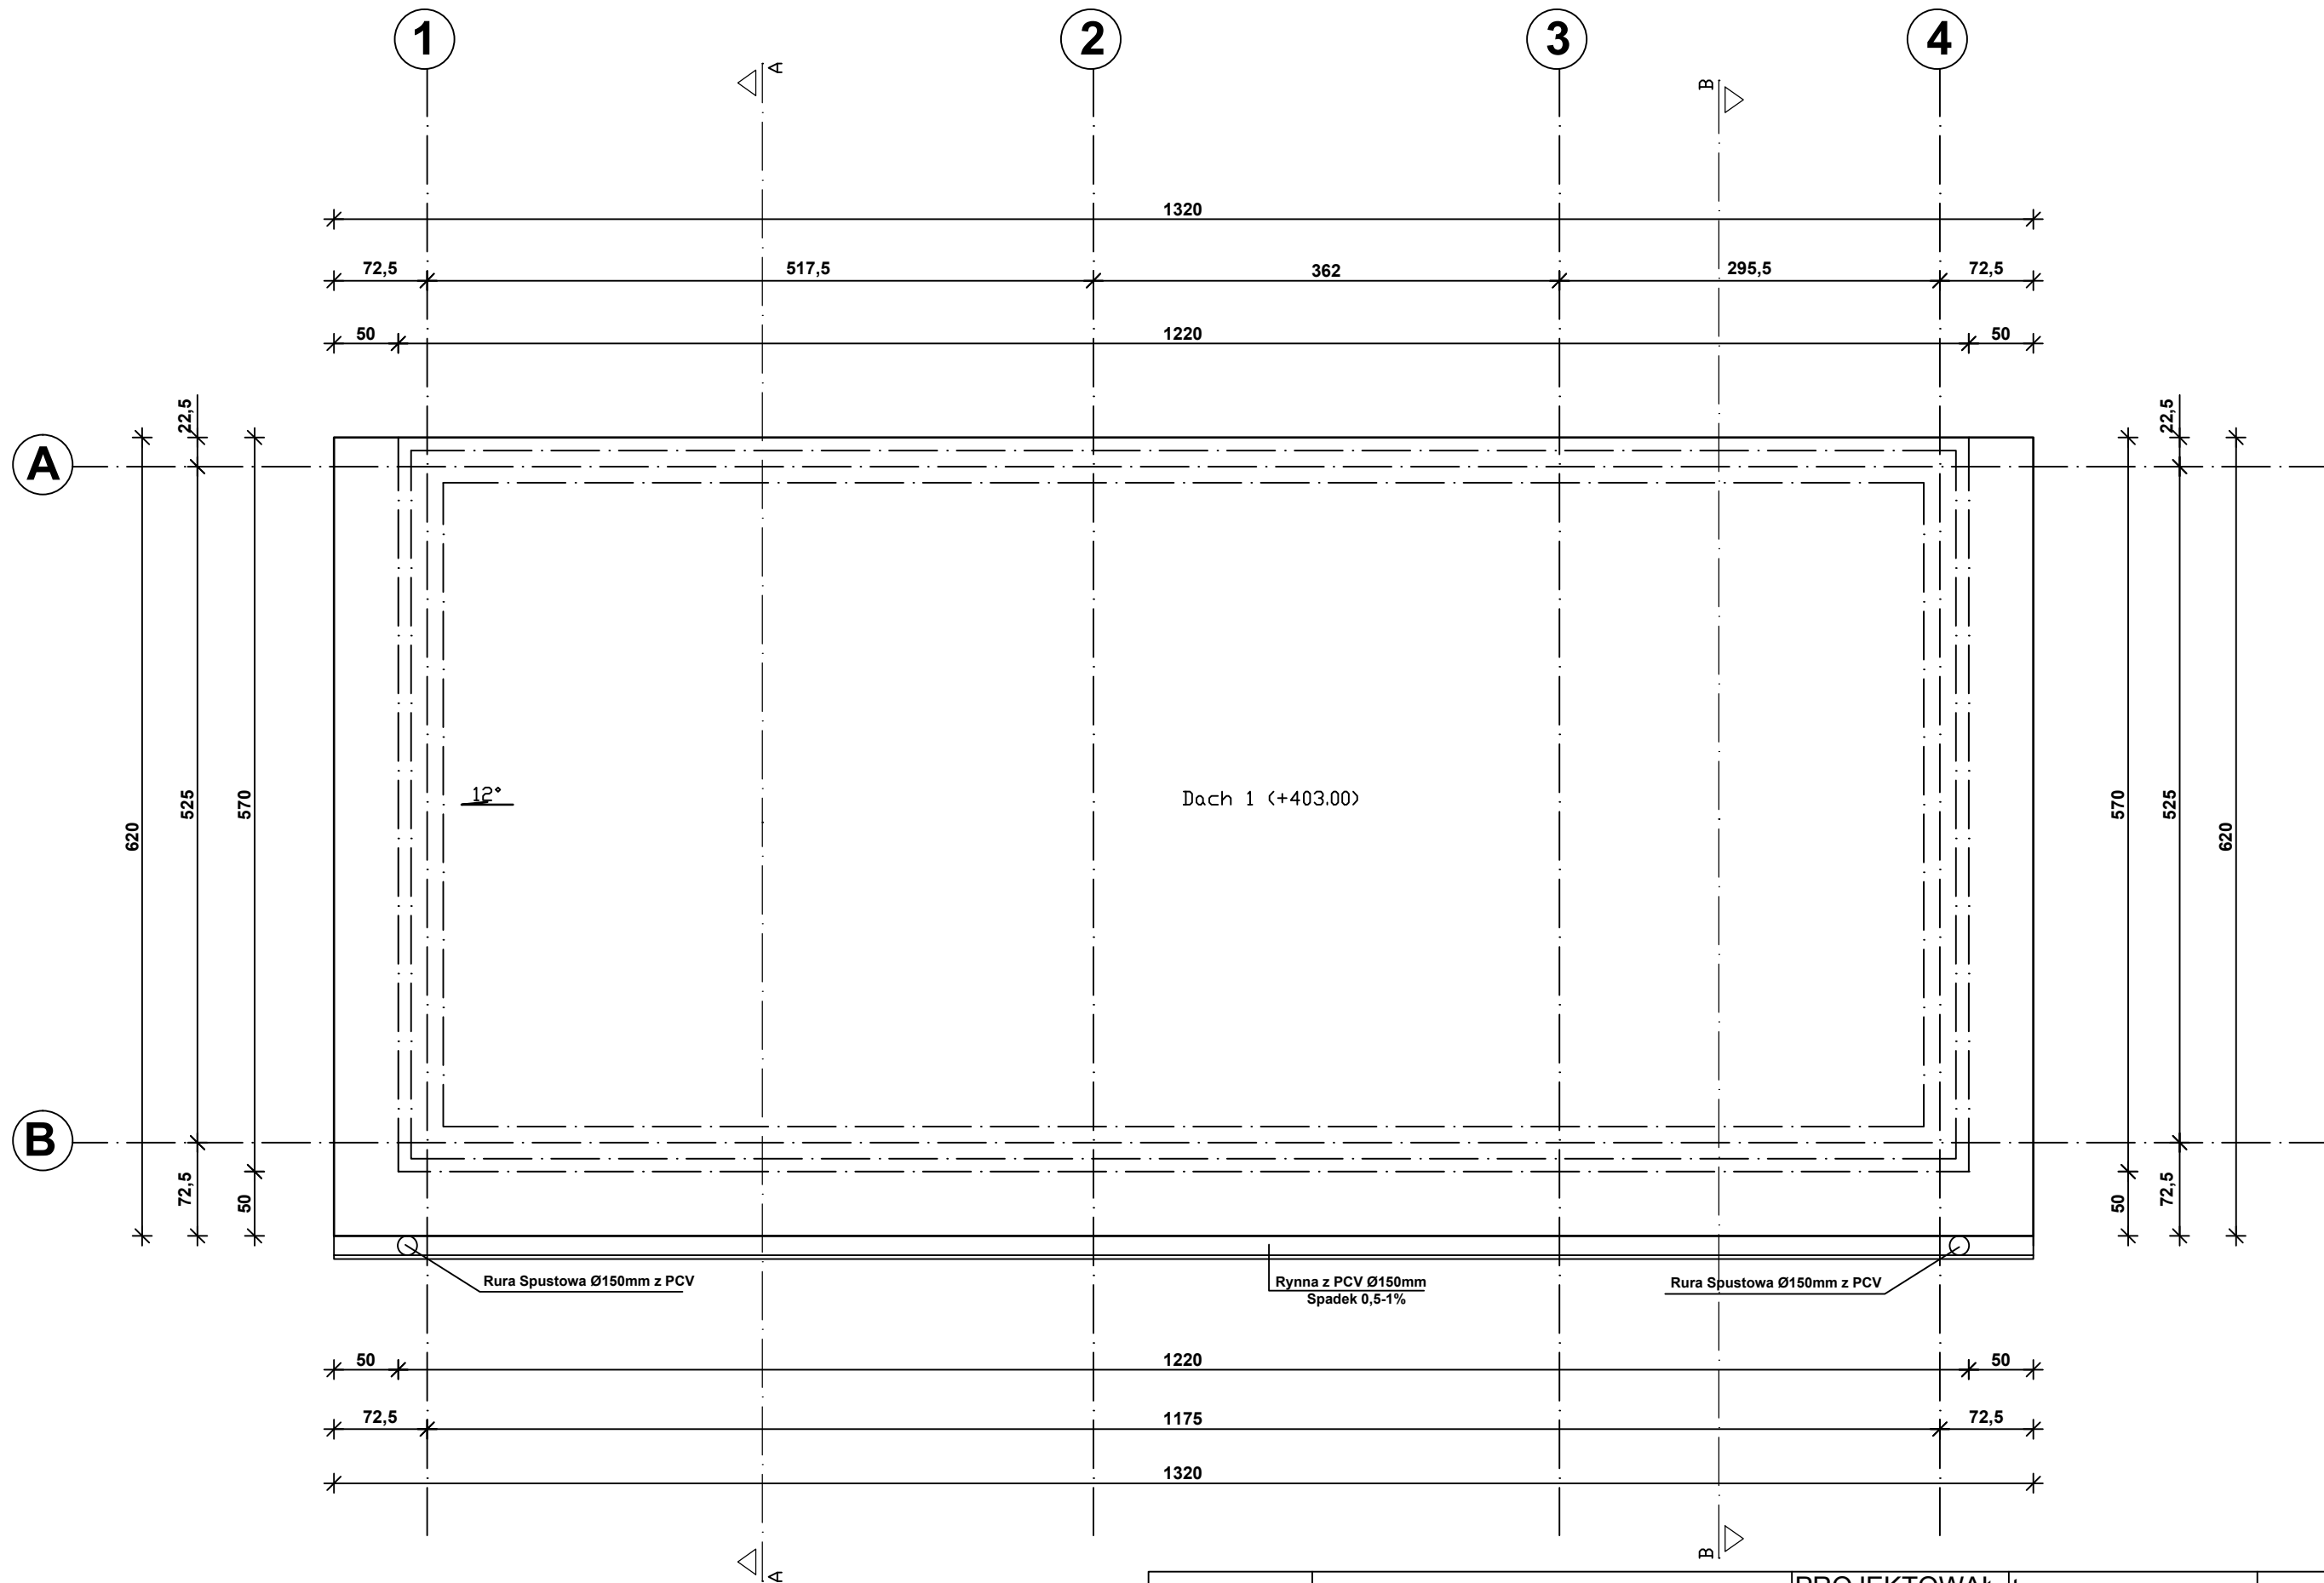 1 2 3 4
A B
1320
72,5 517,5 362 295,5 72,5
50 1220 50
22,5 22,5
A
620 525 570 570 525 620
12° Dach 1 (+403.00)
B
72,5 50 50 72,5
Rura Spustowa Ø150mm z PCV
Rynna z PCV Ø150mm
Spadek 0,5-1%
Rura Spustowa Ø150mm z PCV
50 1220 50
72,5 1175 72,5
1320
A B